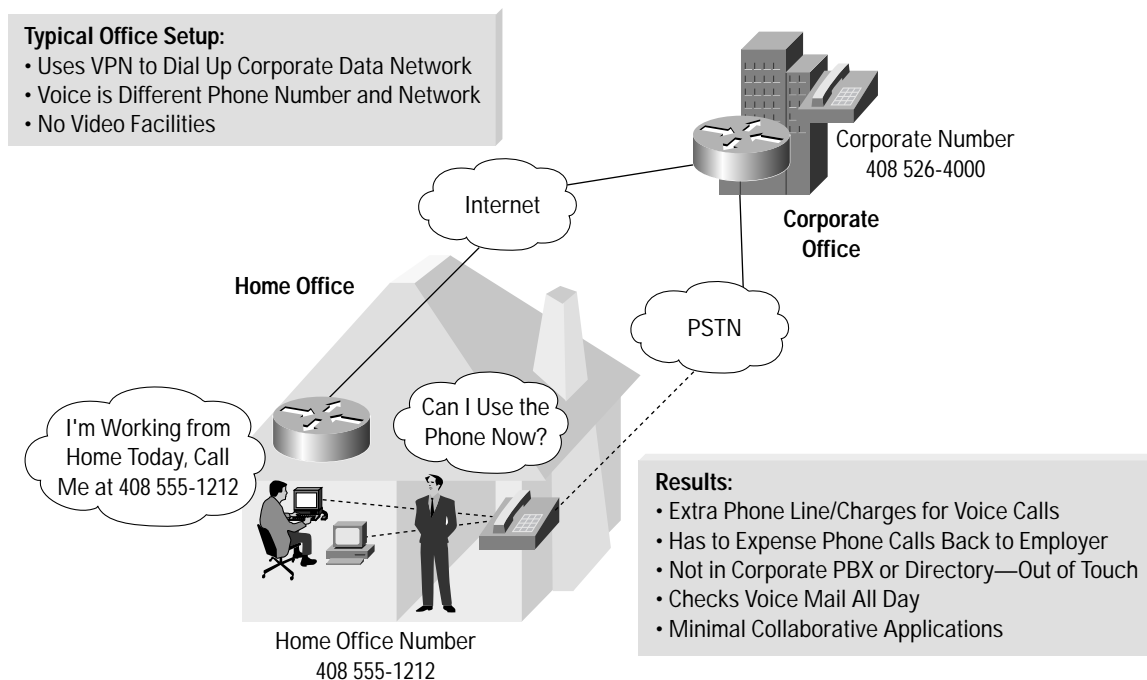 Typical Office Setup:
• Uses VPN to Dial Up Corporate Data Network
• Voice is Different Phone Number and Network
• No Video Facilities
Corporate Number
408 526-4000
Corporate
Office
Internet
Home Office
PSTN
I'm Working from
Home Today, Call
Me at 408 555-1212
Can I Use the
Phone Now?
Results:
• Extra Phone Line/Charges for Voice Calls
• Has to Expense Phone Calls Back to Employer
• Not in Corporate PBX or Directory—Out of Touch
• Checks Voice Mail All Day
• Minimal Collaborative Applications
Home Office Number
408 555-1212